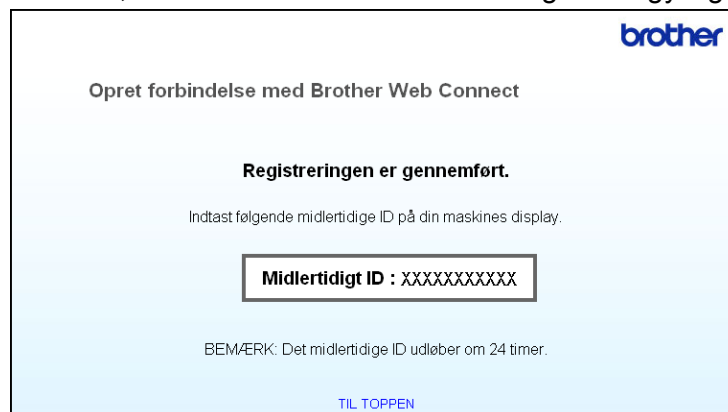 brother
Opret forbindelse med Brother Web Connect
Registreringen er gennemført.
Indtast følgende midlertidige ID på din maskines display.
Midlertidigt ID : XXXXXXXXXXX
BEMÆRK: Det midlertidige ID udløber om 24 timer.
TIL TOPPEN